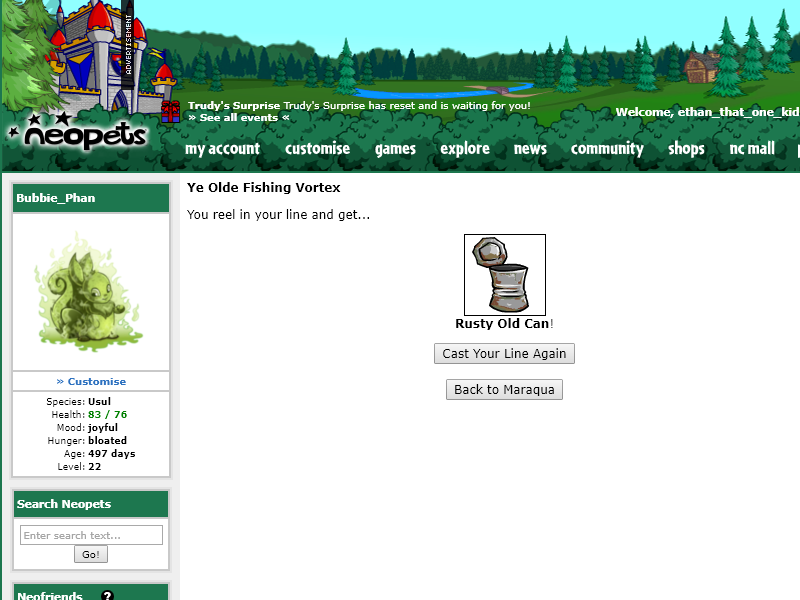 ADVERTISEMENT
neopets
Trudy's Surprise Trudy's Surprise has reset and is waiting for you!
» See all events «
Welcome, ethan_that_one_kid
my account customise games explore news community shops nc mall
Bubbie_Phan
» Customise
Species: Usul
Health: 83 / 76
Mood: joyful
Hunger: bloated
Age: 497 days
Level: 22
Search Neopets
Enter search text...
Go!
Neofriends ?
Ye Olde Fishing Vortex
You reel in your line and get...
Rusty Old Can!
Cast Your Line Again
Back to Maraqua